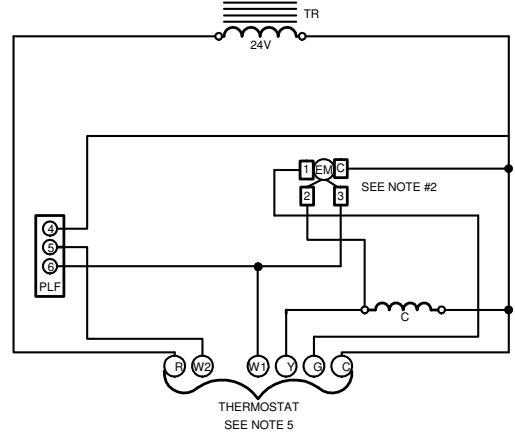 TR
24V
1 EM C
SEE NOTE #2
2 3
4
5
6
PLF
C
R W2 W1 Y G C
THERMOSTAT
SEE NOTE 5